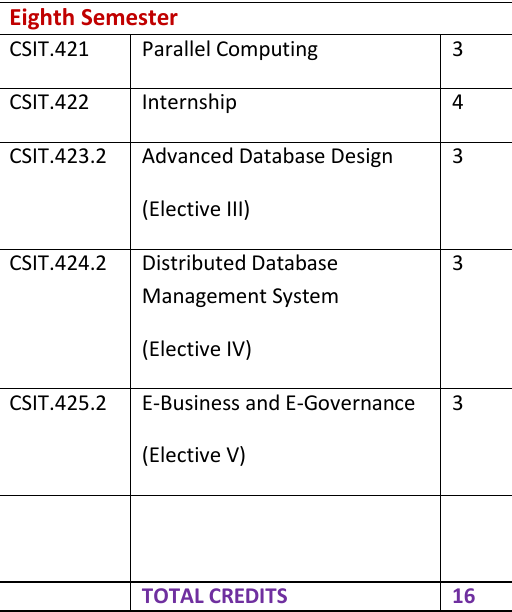 Eighth Semester
CSIT.421 Parallel Computing 3
CSIT.422 Internship 4
CSIT.423.2 Advanced Database Design 3
(Elective III)
CSIT.424.2 Distributed Database 3
Management System
(Elective IV)
CSIT.425.2 E-Business and E-Governance 3
(Elective V)
TOTAL CREDITS 16